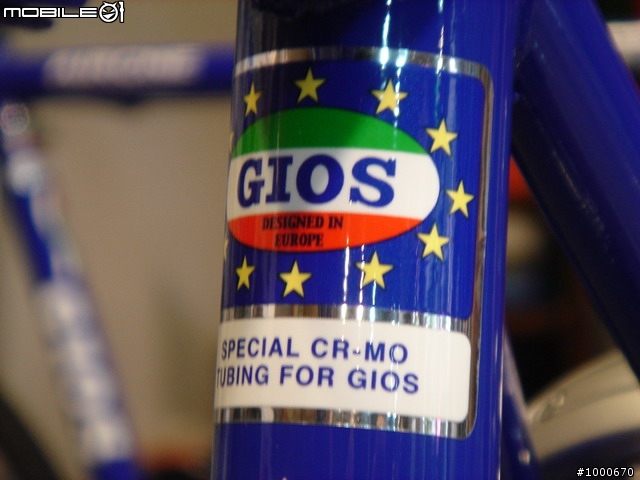 MOBILE01
GIOS
DESIGNED IN
EUROPE
SPECIAL CR-MO
TUBING FOR GIOS
#1000670